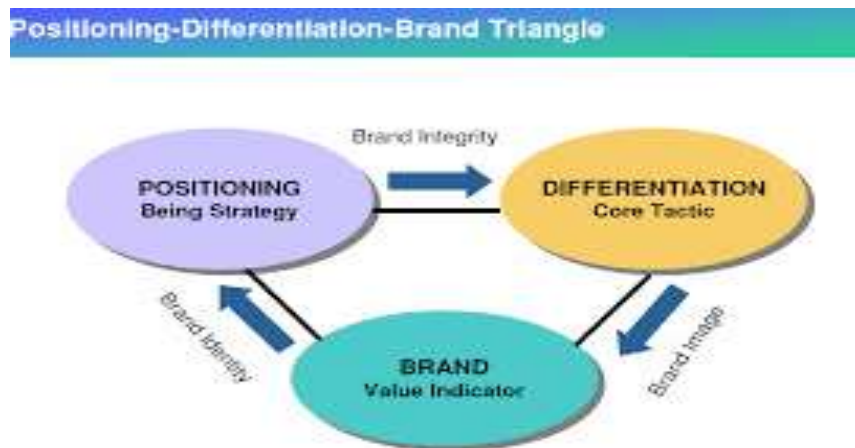 Positioning-Differentiation-Brand Triangle
Brand Integrity
POSITIONING
Being Strategy
DIFFERENTIATION
Core Tactic
Brand Identity
Brand Image
BRAND
Value Indicator